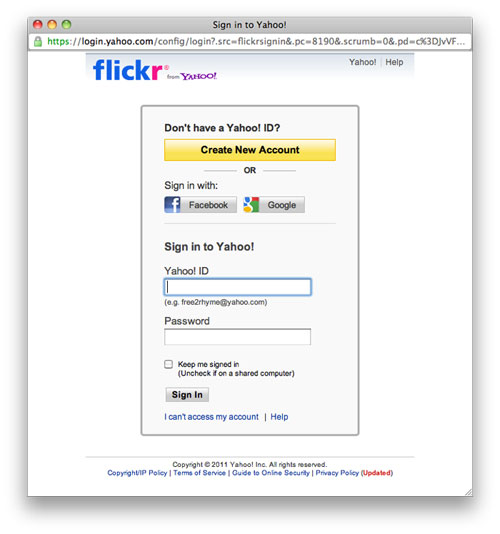 Sign in to Yahoo!
https://login.yahoo.com/config/login?.src=flickrsignin&.pc=8190&.scrumb=0&.pd=c%3DJvVF...
flickr® from YAHOO!
Yahoo! | Help
Don't have a Yahoo! ID?
Create New Account
OR
Sign in with:
Facebook Google
Sign in to Yahoo!
Yahoo! ID
(e.g. free2rhyme@yahoo.com)
Password
Keep me signed in
(Uncheck if on a shared computer)
Sign In
I can't access my account | Help
Copyright © 2011 Yahoo! Inc. All rights reserved.
Copyright/IP Policy | Terms of Service | Guide to Online Security | Privacy Policy (Updated)